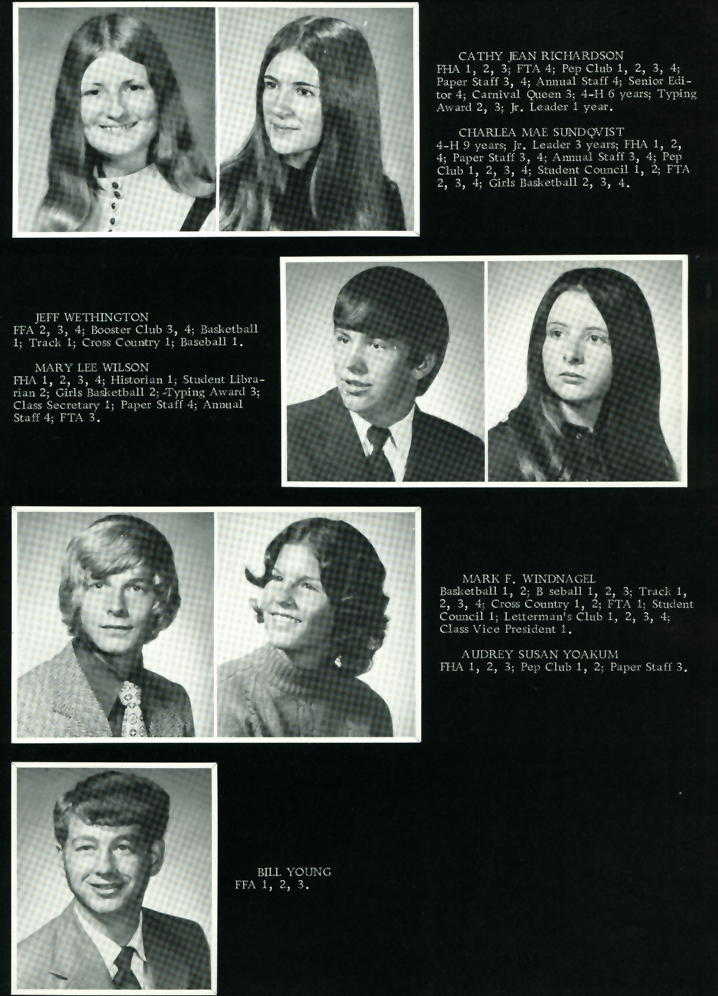 CATHY JEAN RICHARDSON
FHA 1, 2, 3; FTA 4; Pep Club 1, 2, 3, 4;
Paper Staff 3, 4; Annual Staff 4; Senior Edi-
tor 4; Carnival Queen 3; 4-H 6 years; Typing
Award 2, 3; Jr. Leader 1 year.
CHARLEA MAE SUNDQVIST
4-H 9 years; Jr. Leader 3 years; FHA 1, 2,
4; Paper Staff 3, 4; Annual Staff 3, 4; Pep
Club 1, 2, 3, 4; Student Council 1, 2; FTA
2, 3, 4; Girls Basketball 2, 3, 4.
JEFF WETHINGTON
FFA 2, 3, 4; Booster Club 3, 4; Basketball
1; Track 1; Cross Country 1; Baseball 1.
MARY LEE WILSON
FHA 1, 2, 3, 4; Historian 1; Student Libra-
rian 2; Girls Basketball 2; Typing Award 3;
Class Secretary 1; Paper Staff 4; Annual
Staff 4; FTA 3.
MARK F. WINDNAGEL
Basketball 1, 2; B seball 1, 2, 3; Track 1,
2, 3, 4; Cross Country 1, 2; FTA 1; Student
Council 1; Letterman's Club 1, 2, 3, 4;
Class Vice President 1.
AUDREY SUSAN YOAKUM
FHA 1, 2, 3; Pep Club 1, 2; Paper Staff 3.
BILL YOUNG
FFA 1, 2, 3.